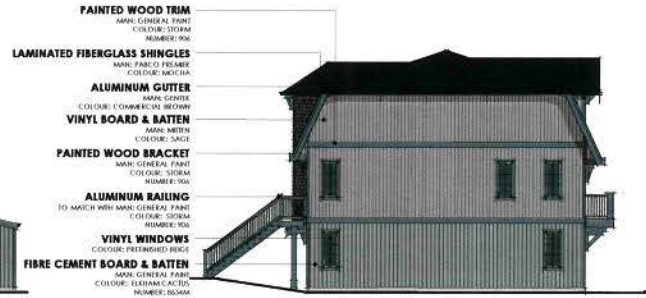 PAINTED WOOD TRIM
MAN: GENERAL PAINT
COLOUR: STORM
NUMBER: 906
LAMINATED FIBERGLASS SHINGLES
MAN: PABCO PREMIER
COLOUR: MOCHA
ALUMINUM GUTTER
MAN: GENTEK
COLOUR: COMMERCIAL BROWN
VINYL BOARD & BATTEN
MAN: MITTEN
COLOUR: SAGE
PAINTED WOOD BRACKET
MAN: GENERAL PAINT
COLOUR: STORM
NUMBER: 906
ALUMINUM RAILING
TO MATCH WITH MAN: GENERAL PAINT
COLOUR: STORM
NUMBER: 906
VINYL WINDOWS
COLOUR: PREFINISHED BEIGE
FIBRE CEMENT BOARD & BATTEN
MAN: GENERAL PAINT
COLOUR: ELKHAM CACTUS
NUMBER: